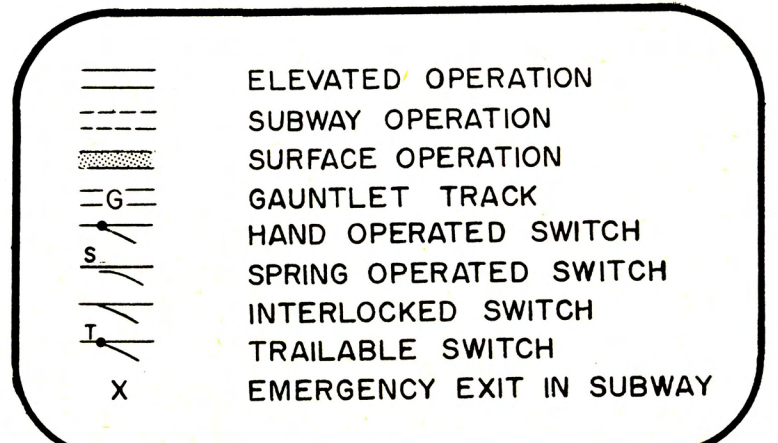 ELEVATED OPERATION
SUBWAY OPERATION
SURFACE OPERATION
G GAUNTLET TRACK
HAND OPERATED SWITCH
S SPRING OPERATED SWITCH
INTERLOCKED SWITCH
T TRAILABLE SWITCH
X EMERGENCY EXIT IN SUBWAY